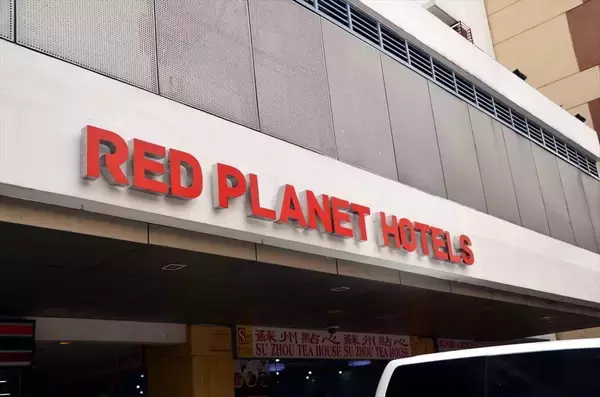 RED PLANET HOTELS
蘇州點心 蘇州點心
SU ZHOU TEA HOUSE SU ZHOU TEA HOUSE